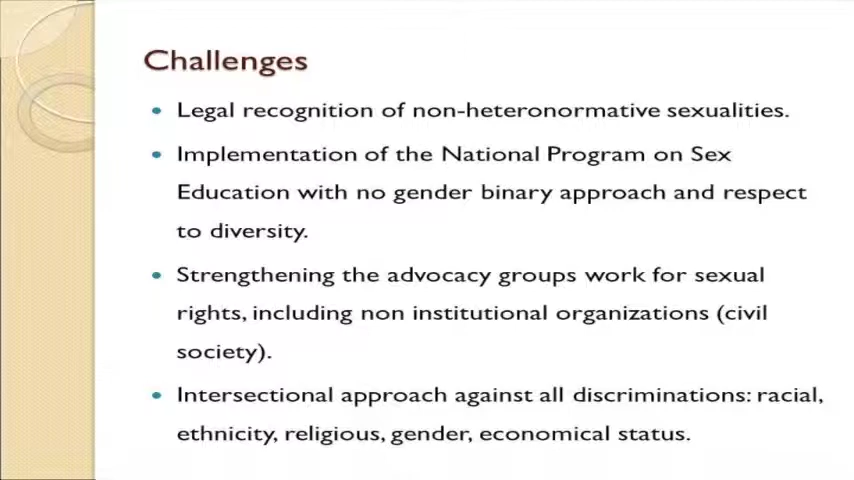 Challenges
• Legal recognition of non-heteronormative sexualities.
• Implementation of the National Program on Sex
Education with no gender binary approach and respect
to diversity.
• Strengthening the advocacy groups work for sexual
rights, including non institutional organizations (civil
society).
• Intersectional approach against all discriminations: racial,
ethnicity, religious, gender, economical status.